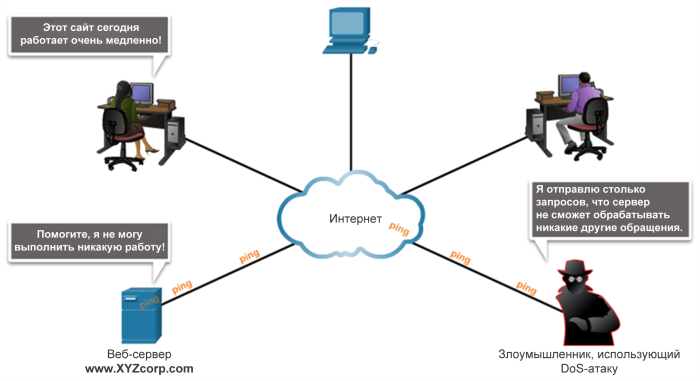 Этот сайт сегодня
работает очень медленно!
Я отправлю столько
запросов, что сервер
не сможет обрабатывать
никакие другие обращения.
Интернет
Помогите, я не могу
выполнить никакую работу!
ping
ping
ping
ping
ping
ping
ping
Веб-сервер
www.XYZcorp.com
Злоумышленник, использующий
DoS-атаку